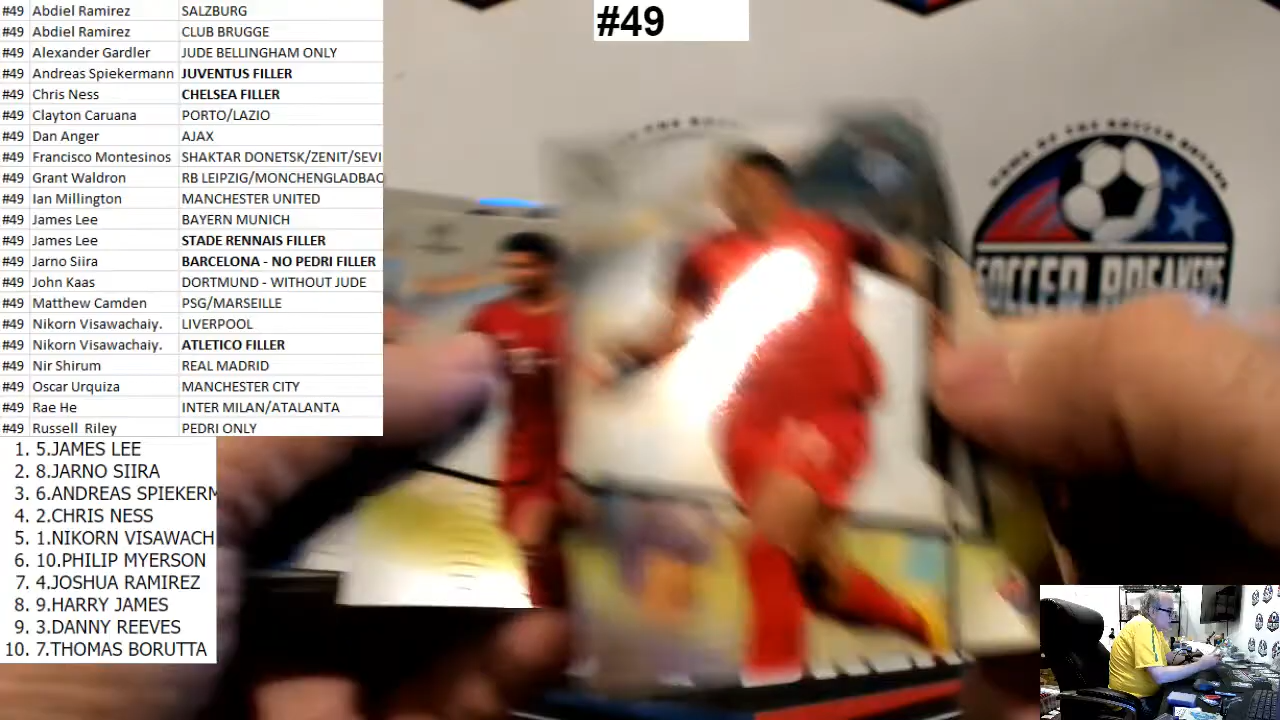 #49 Abdiel Ramirez SALZBURG
#49 Abdiel Ramirez CLUB BRUGGE
#49 Alexander Gardler JUDE BELLINGHAM ONLY
#49 Andreas Spiekermann JUVENTUS FILLER
#49 Chris Ness CHELSEA FILLER
#49 Clayton Caruana PORTO/LAZIO
#49 Dan Anger AJAX
#49 Francisco Montesinos SHAKTAR DONETSK/ZENIT/SEVI
#49 Grant Waldron RB LEIPZIG/MONCHENGLADBAC
#49 Ian Millington MANCHESTER UNITED
#49 James Lee BAYERN MUNICH
#49 James Lee STADE RENNAIS FILLER
#49 Jarno Siira BARCELONA - NO PEDRI FILLER
#49 John Kaas DORTMUND - WITHOUT JUDE
#49 Matthew Camden PSG/MARSEILLE
#49 Nikorn Visawachaiy. LIVERPOOL
#49 Nikorn Visawachaiy. ATLETICO FILLER
#49 Nir Shirum REAL MADRID
#49 Oscar Urquiza MANCHESTER CITY
#49 Rae He INTER MILAN/ATALANTA
#49 Russell Riley PEDRI ONLY
1. 5.JAMES LEE
2. 8.JARNO SIIRA
3. 6.ANDREAS SPIEKERM
4. 2.CHRIS NESS
5. 1.NIKORN VISAWACH
6. 10.PHILIP MYERSON
7. 4.JOSHUA RAMIREZ
8. 9.HARRY JAMES
9. 3.DANNY REEVES
10. 7.THOMAS BORUTTA
#49
SOCCER BREAKERS